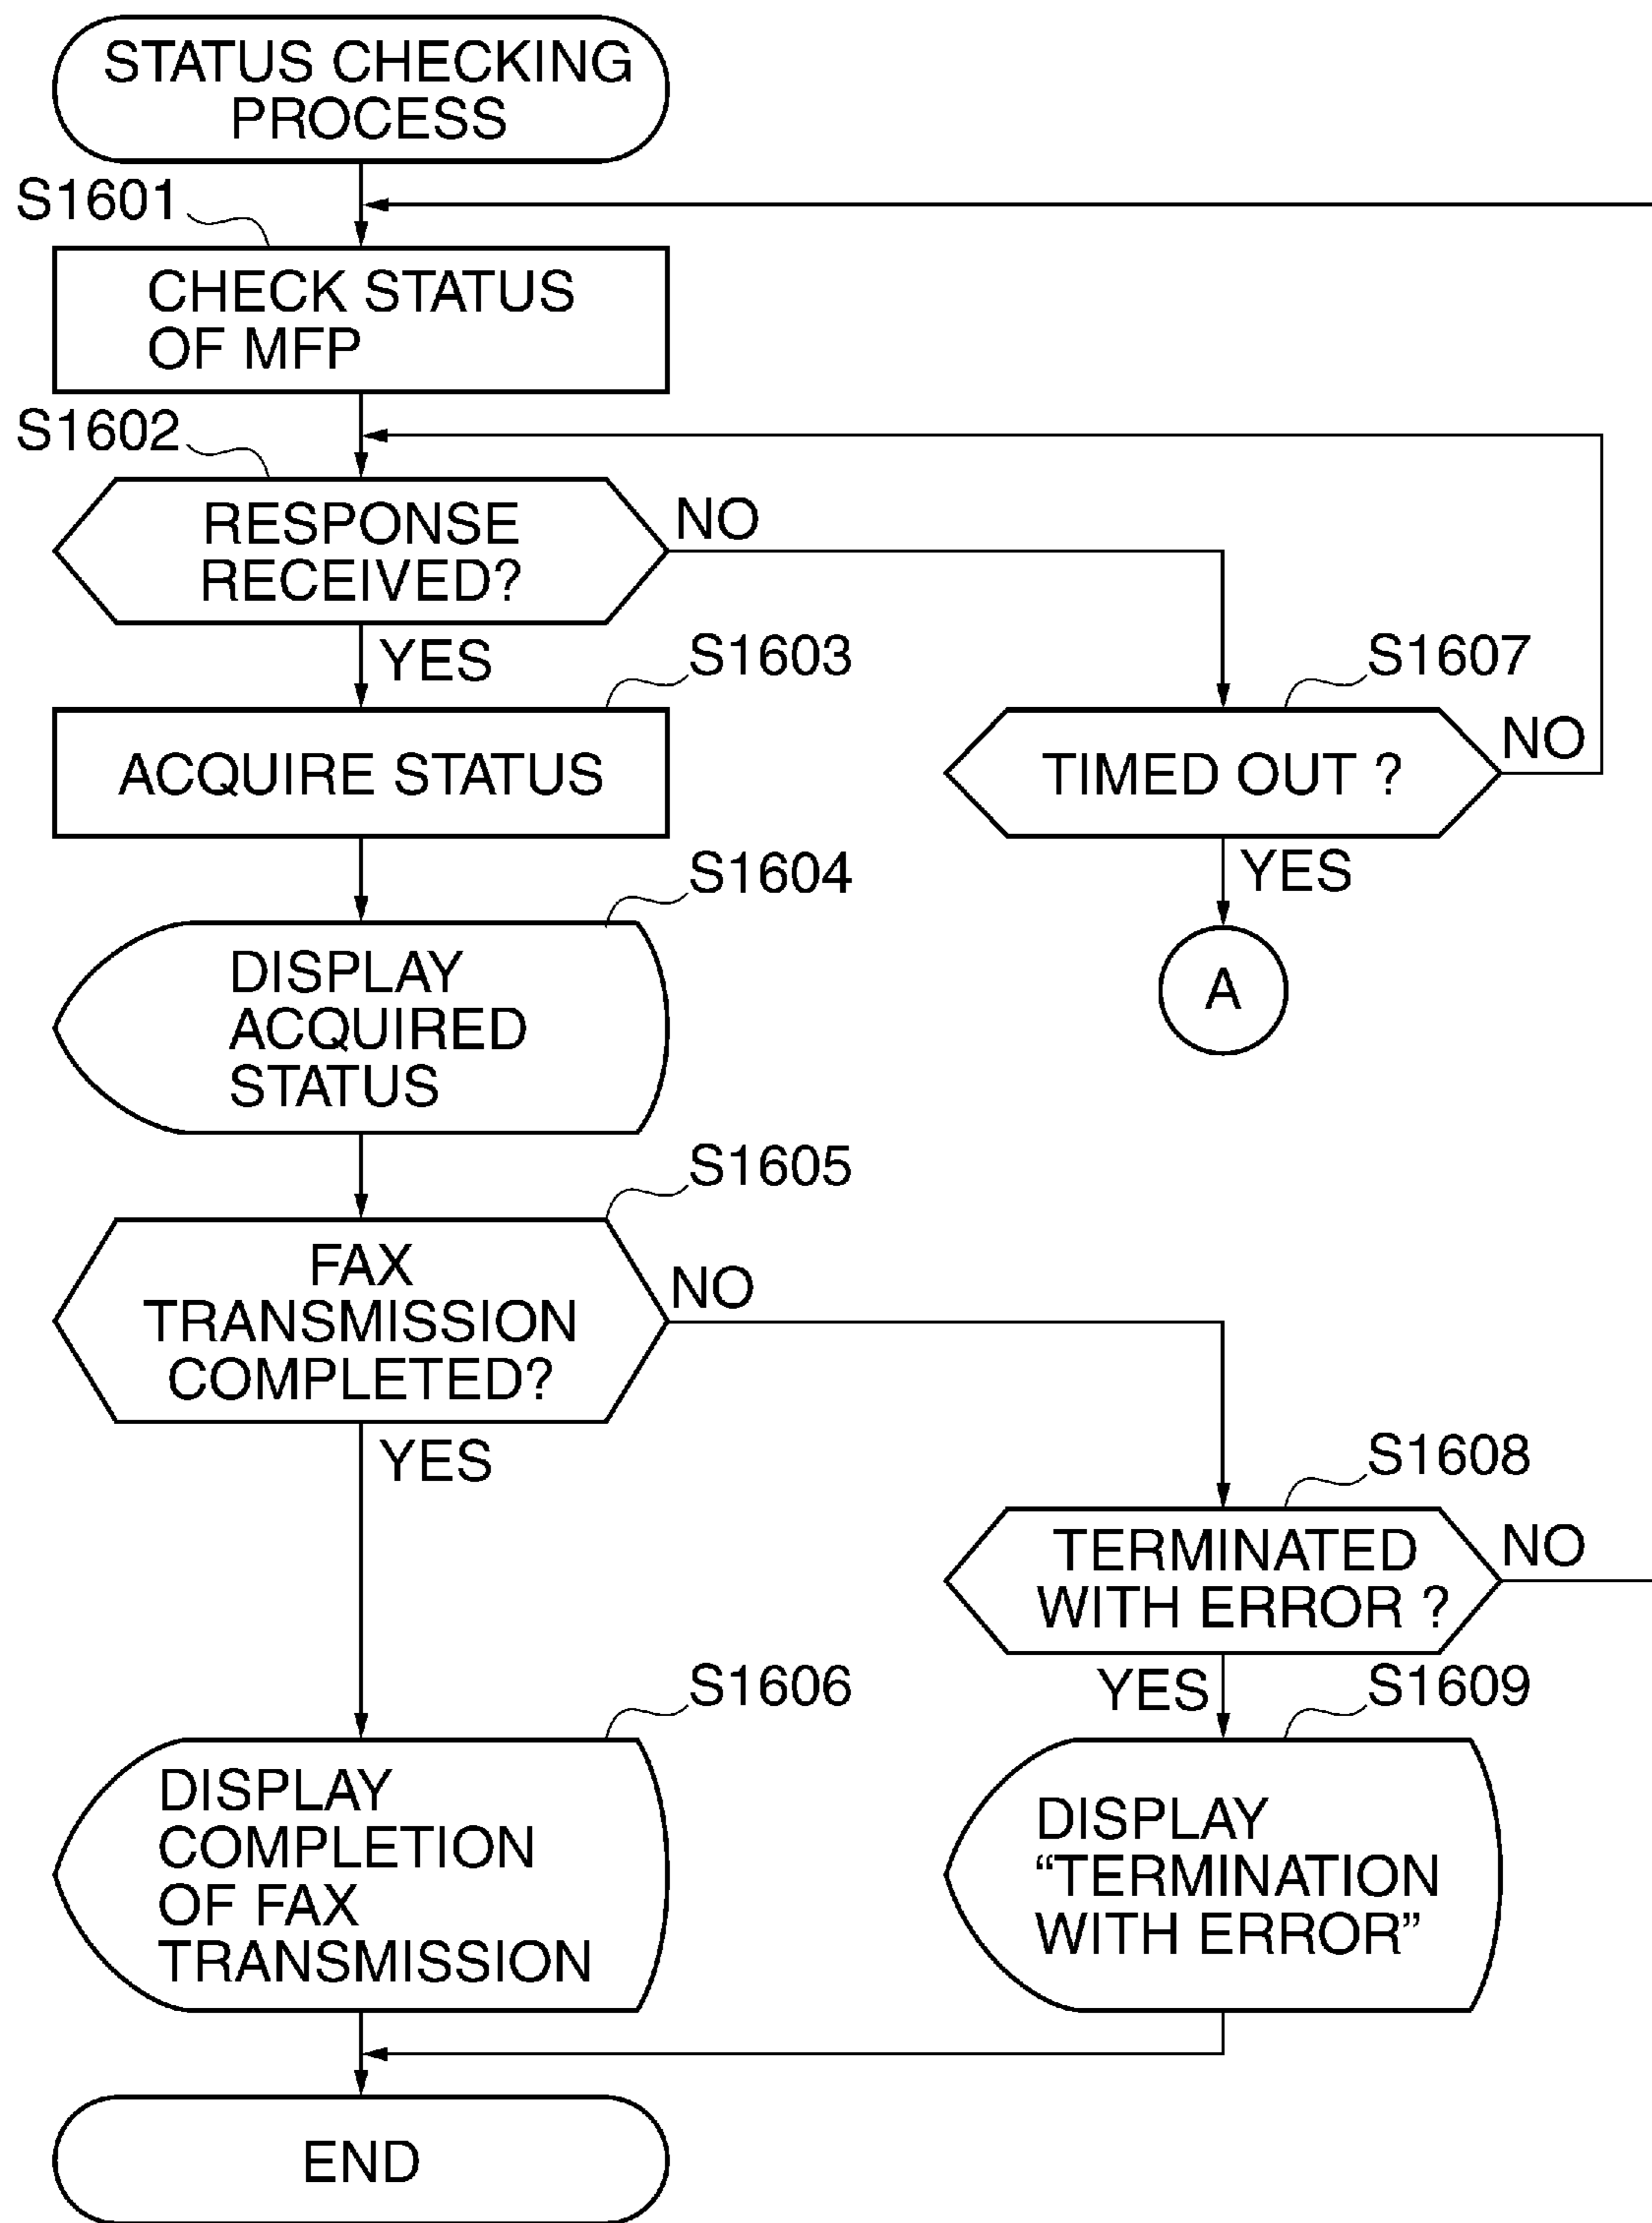 STATUS CHECKING
PROCESS
S1601
CHECK STATUS
OF MFP
S1602
RESPONSE
RECEIVED?
NO
YES
S1603
ACQUIRE STATUS
S1607
TIMED OUT ?
NO
YES
A
S1604
DISPLAY
ACQUIRED
STATUS
S1605
FAX
TRANSMISSION
COMPLETED?
NO
YES
S1608
TERMINATED
WITH ERROR ?
NO
YES
S1606
DISPLAY
COMPLETION
OF FAX
TRANSMISSION
S1609
DISPLAY
“TERMINATION
WITH ERROR”
END